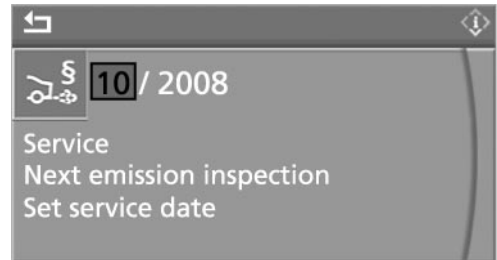 § 10 / 2008
Service
Next emission inspection
Set service date